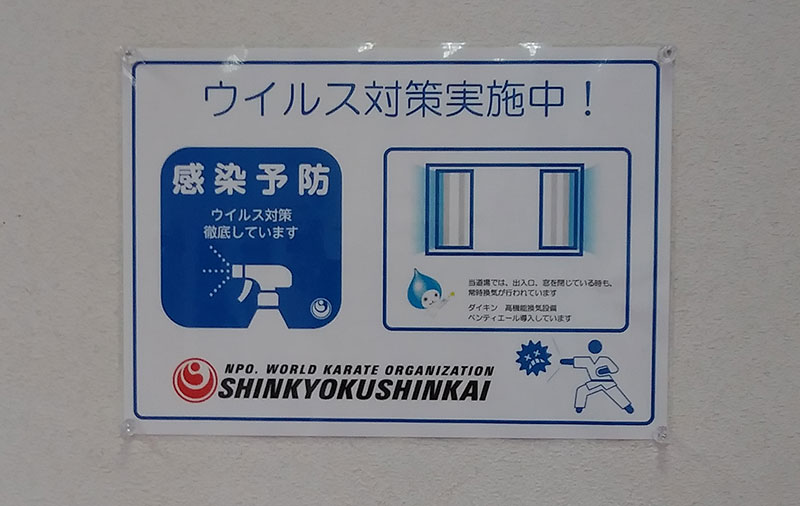 ウイルス対策実施中！
感染予防
ウイルス対策
徹底しています
当道場では、出入口、窓を閉じている時も、
常時換気が行われています
ダイキン 高機能換気設備
ベンティエール導入しています
NPO. WORLD KARATE ORGANIZATION
SHINKYOKUSHINKAI